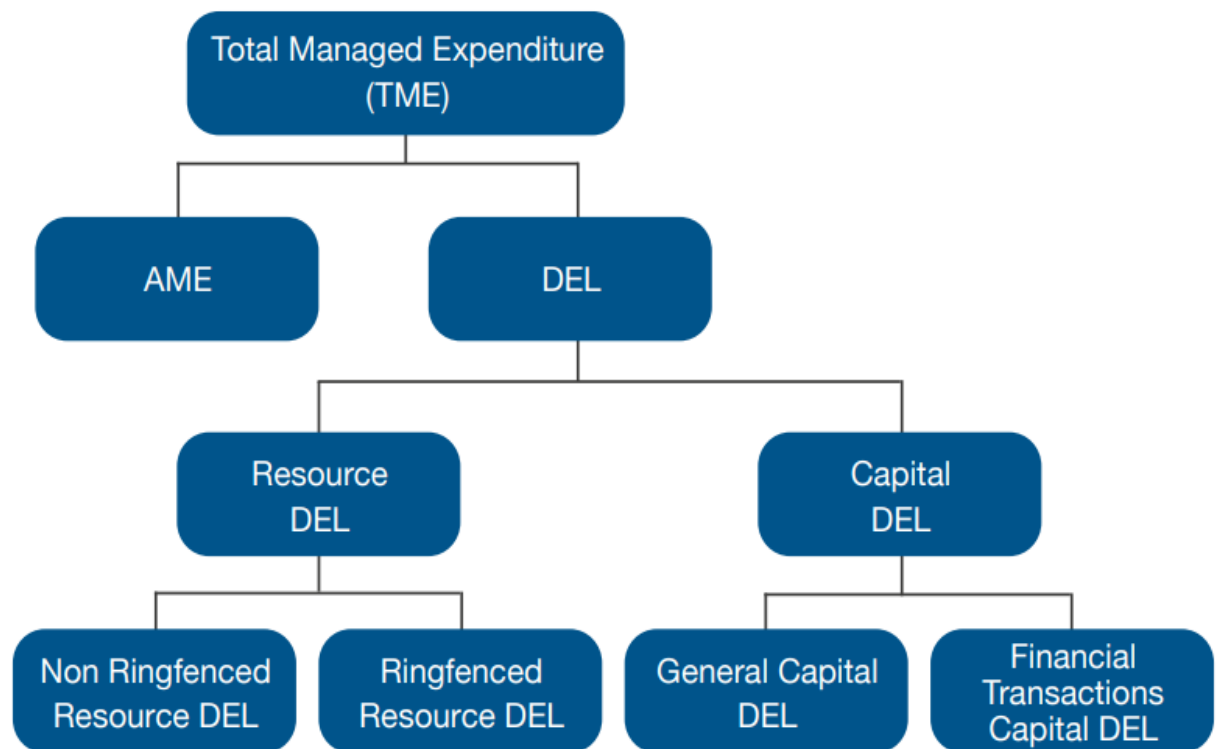 Total Managed Expenditure
(TME)
AME
DEL
Resource
DEL
Capital
DEL
Non Ringfenced
Resource DEL
Ringfenced
Resource DEL
General Capital
DEL
Financial
Transactions
Capital DEL